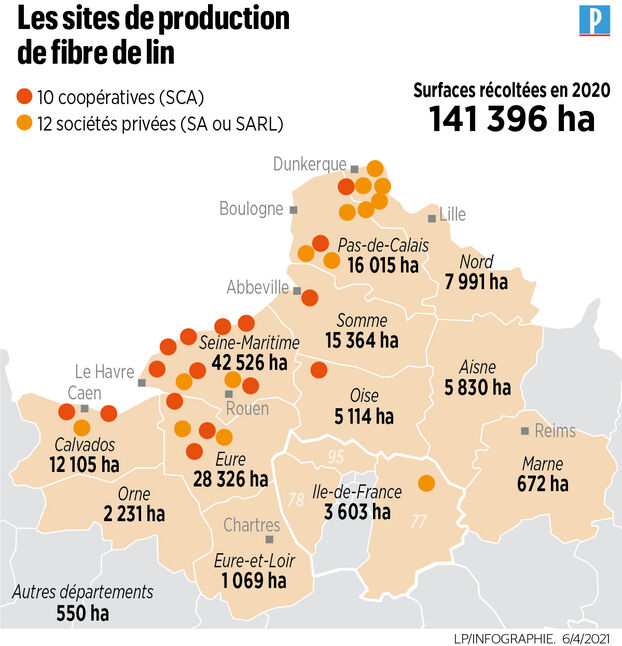 Les sites de production
de fibre de lin
P
10 coopératives (SCA)
12 sociétés privées (SA ou SARL)
Surfaces récoltées en 2020
141 396 ha
Dunkerque
Boulogne
Lille
Pas-de-Calais
16 015 ha
Nord
7 991 ha
Abbeville
Somme
15 364 ha
Seine-Maritime
42 526 ha
Aisne
5 830 ha
Le Havre
Caen
Rouen
Oise
5 114 ha
Calvados
12 105 ha
Eure
28 326 ha
Reims
Marne
672 ha
95
78
Ile-de-France
3 603 ha
77
Orne
2 231 ha
Chartres
Eure-et-Loir
1 069 ha
Autres départements
550 ha
LP/INFOGRAPHIE. 6/4/2021